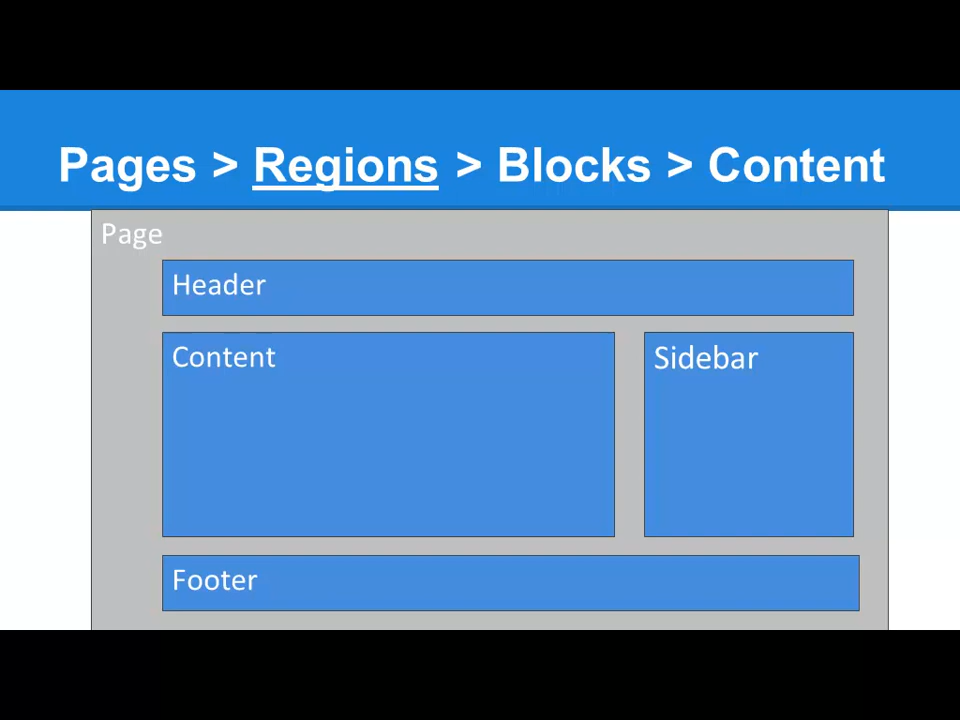 Pages > Regions > Blocks > Content
Page
Header
Content
Sidebar
Footer